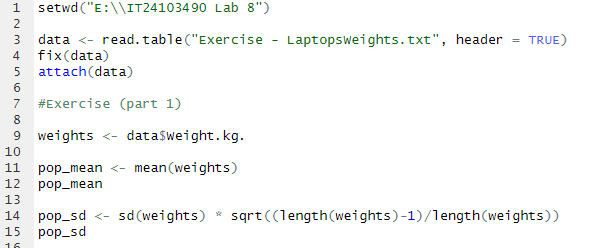 1 setwd("E:\\IT24103490 Lab 8")
2
3 data <- read.table("Exercise - LaptopsWeights.txt", header = TRUE)
4 fix(data)
5 attach(data)
6
7 #Exercise (part 1)
8
9 weights <- data$Weight.kg.
10
11 pop_mean <- mean(weights)
12 pop_mean
13
14 pop_sd <- sd(weights) * sqrt((length(weights)-1)/length(weights))
15 pop_sd